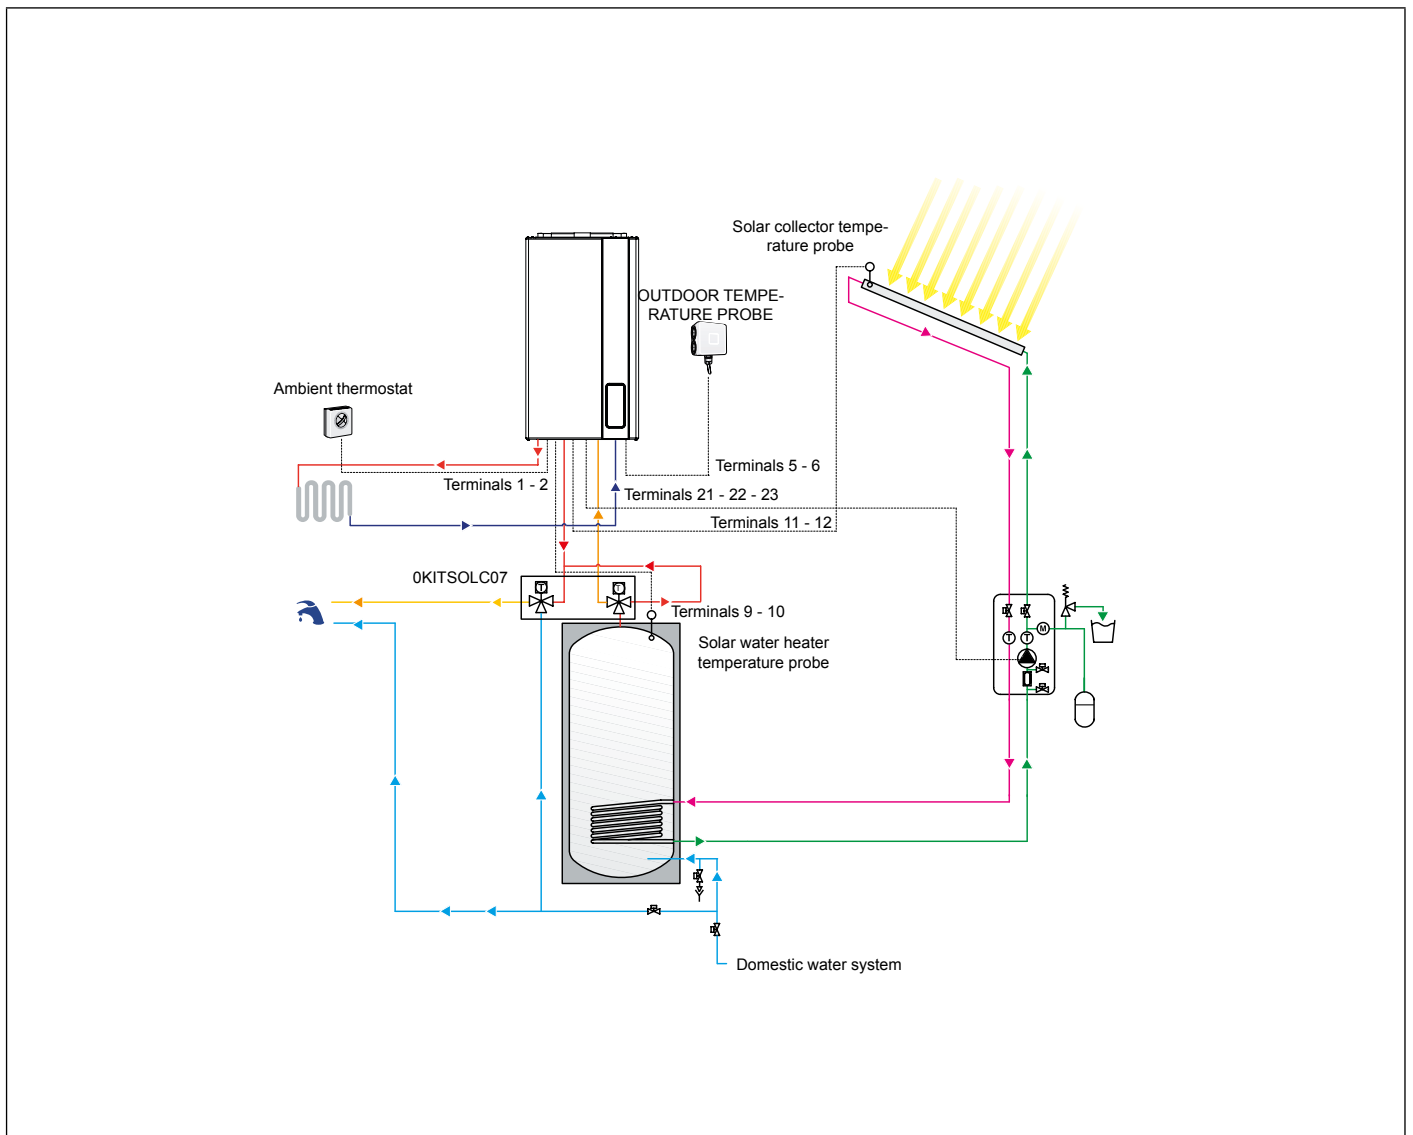 Solar collector tempe-
rature probe
OUTDOOR TEMPE-
RATURE PROBE
Ambient thermostat
Terminals 5 - 6
Terminals 1 - 2
Terminals 21 - 22 - 23
Terminals 11 - 12
0KITSOLC07
T
T
Terminals 9 - 10
M
T
T
Solar water heater
temperature probe
Domestic water system